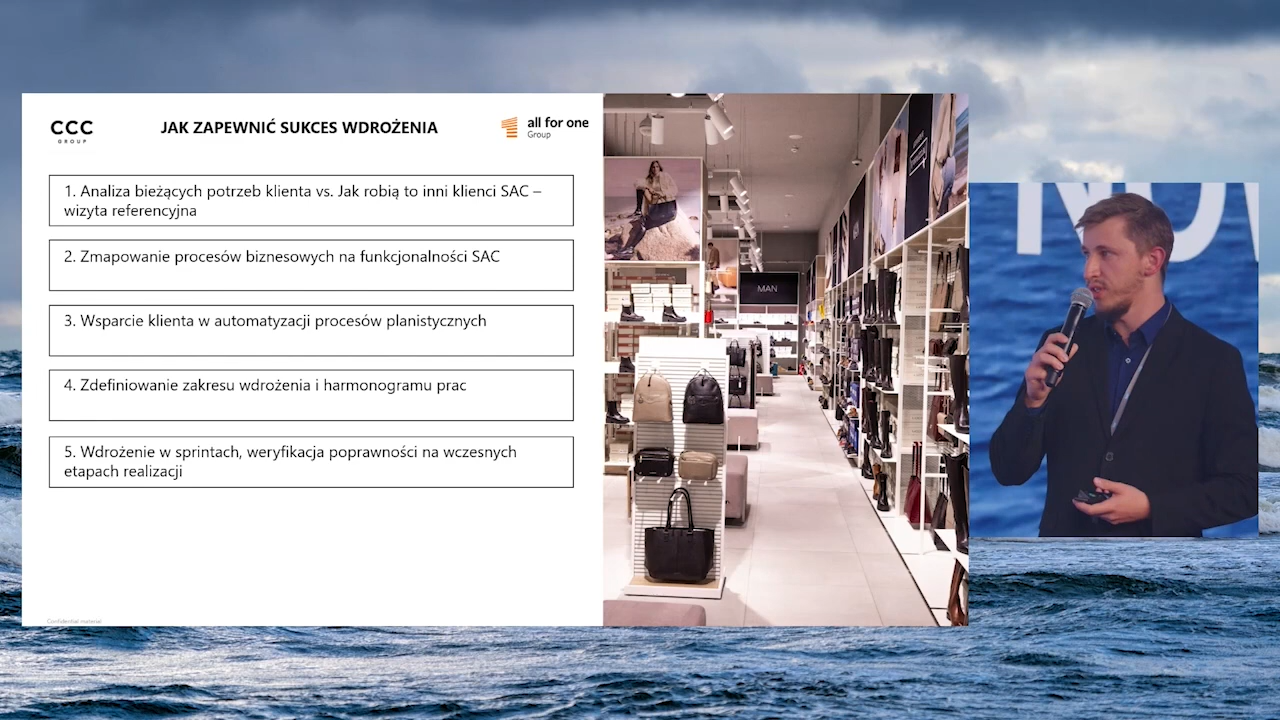 CCC
GROUP
JAK ZAPEWNIĆ SUKCES WDROŻENIA
all for one
Group
1. Analiza bieżących potrzeb klienta vs. Jak robią to inni klienci SAC –
wizyta referencyjna
2. Zmapowanie procesów biznesowych na funkcjonalności SAC
3. Wsparcie klienta w automatyzacji procesów planistycznych
4. Zdefiniowanie zakresu wdrożenia i harmonogramu prac
5. Wdrożenie w sprintach, weryfikacja poprawności na wczesnych
etapach realizacji
Confidential material
MAN